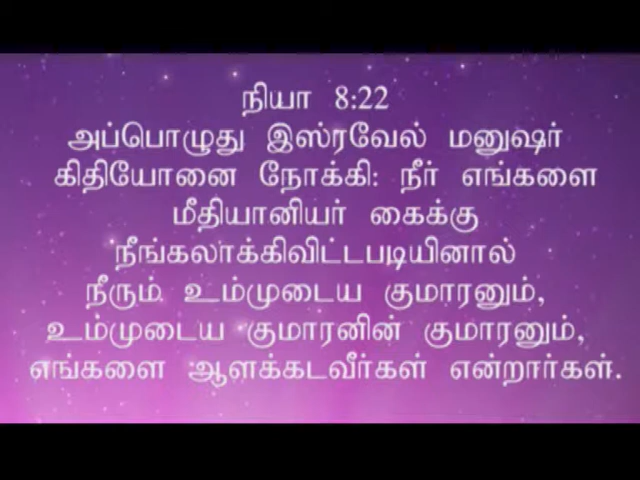 நியா 8:22
அப்பொழுது இஸ்ரவேல் மனுஷர்
கிதியோனை நோக்கி: நீர் எங்களை
மீதியானியர் கைக்கு
நீங்கலாக்கிவிட்டபடியினால்
நீரும் உம்முடைய குமாரனும்,
உம்முடைய குமாரனின் குமாரனும்,
எங்களை ஆளக்கடவீர்கள் என்றார்கள்.